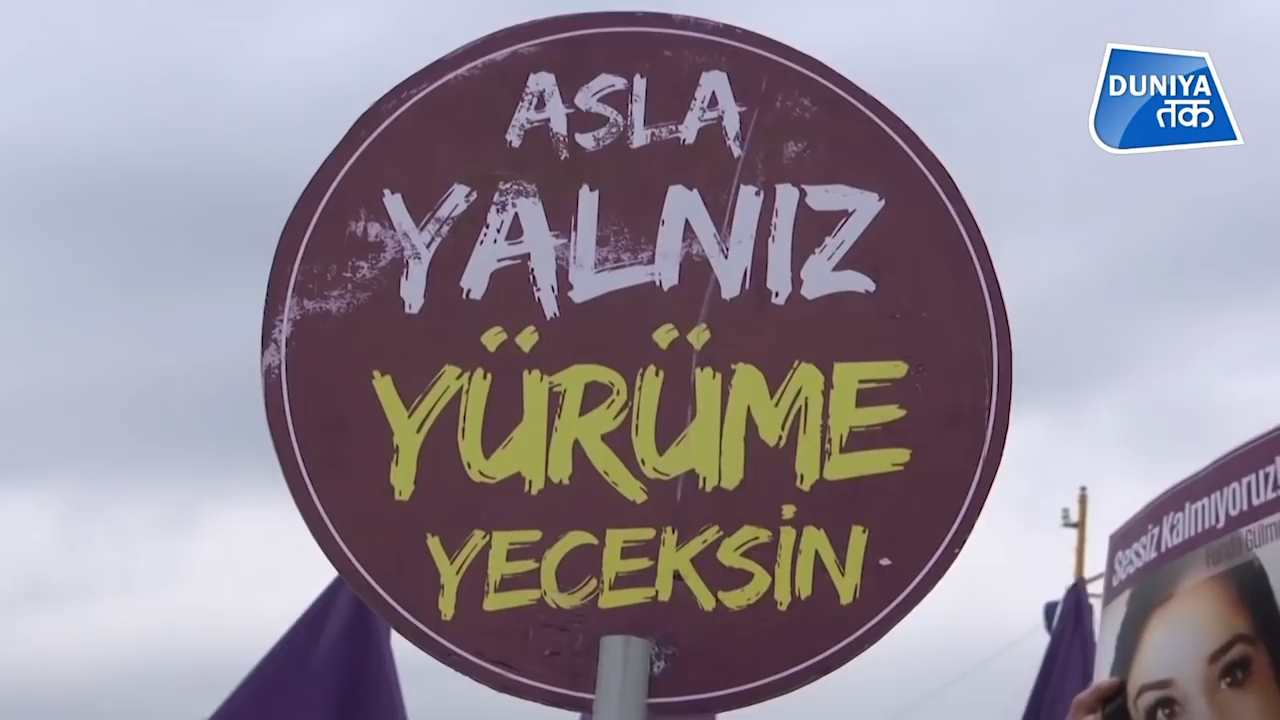 ASLA
YALNIZ
YÜRÜME
YECEKSİN
DUNIYA
तक
Sessiz Kalmıyoruz!